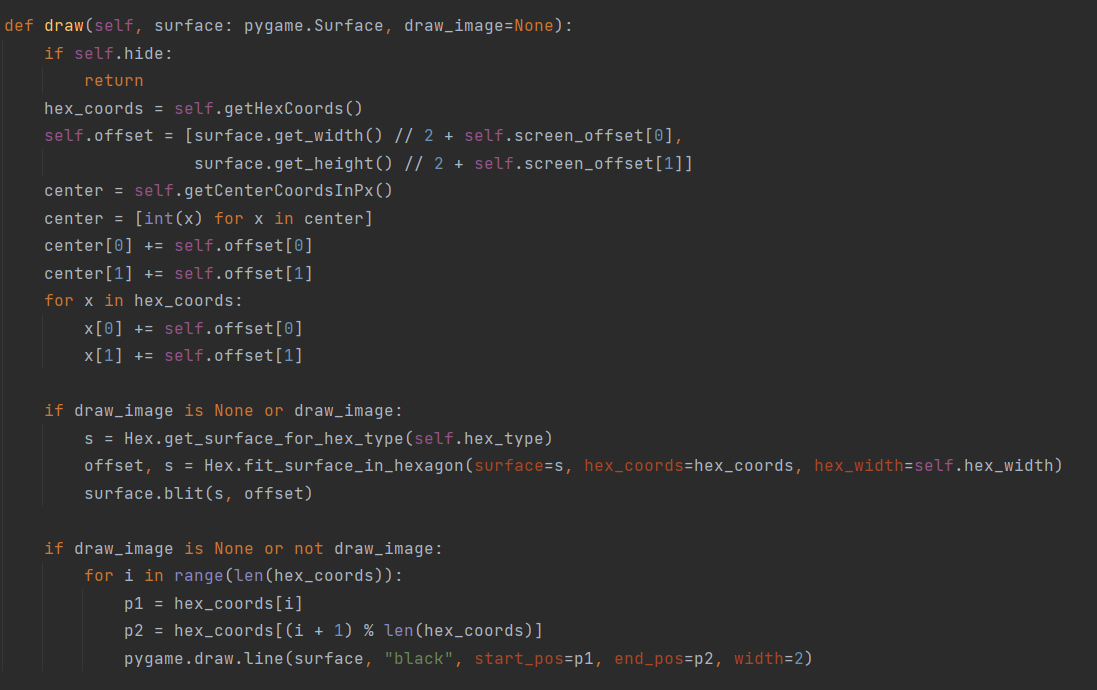 def draw(self, surface: pygame.Surface, draw_image=None):
    if self.hide:
        return
    hex_coords = self.getHexCoords()
    self.offset = [surface.get_width() // 2 + self.screen_offset[0],
                   surface.get_height() // 2 + self.screen_offset[1]]
    center = self.getCenterCoordsInPx()
    center = [int(x) for x in center]
    center[0] += self.offset[0]
    center[1] += self.offset[1]
    for x in hex_coords:
        x[0] += self.offset[0]
        x[1] += self.offset[1]

    if draw_image is None or draw_image:
        s = Hex.get_surface_for_hex_type(self.hex_type)
        offset, s = Hex.fit_surface_in_hexagon(surface=s, hex_coords=hex_coords, hex_width=self.hex_width)
        surface.blit(s, offset)

    if draw_image is None or not draw_image:
        for i in range(len(hex_coords)):
            p1 = hex_coords[i]
            p2 = hex_coords[(i + 1) % len(hex_coords)]
            pygame.draw.line(surface, "black", start_pos=p1, end_pos=p2, width=2)